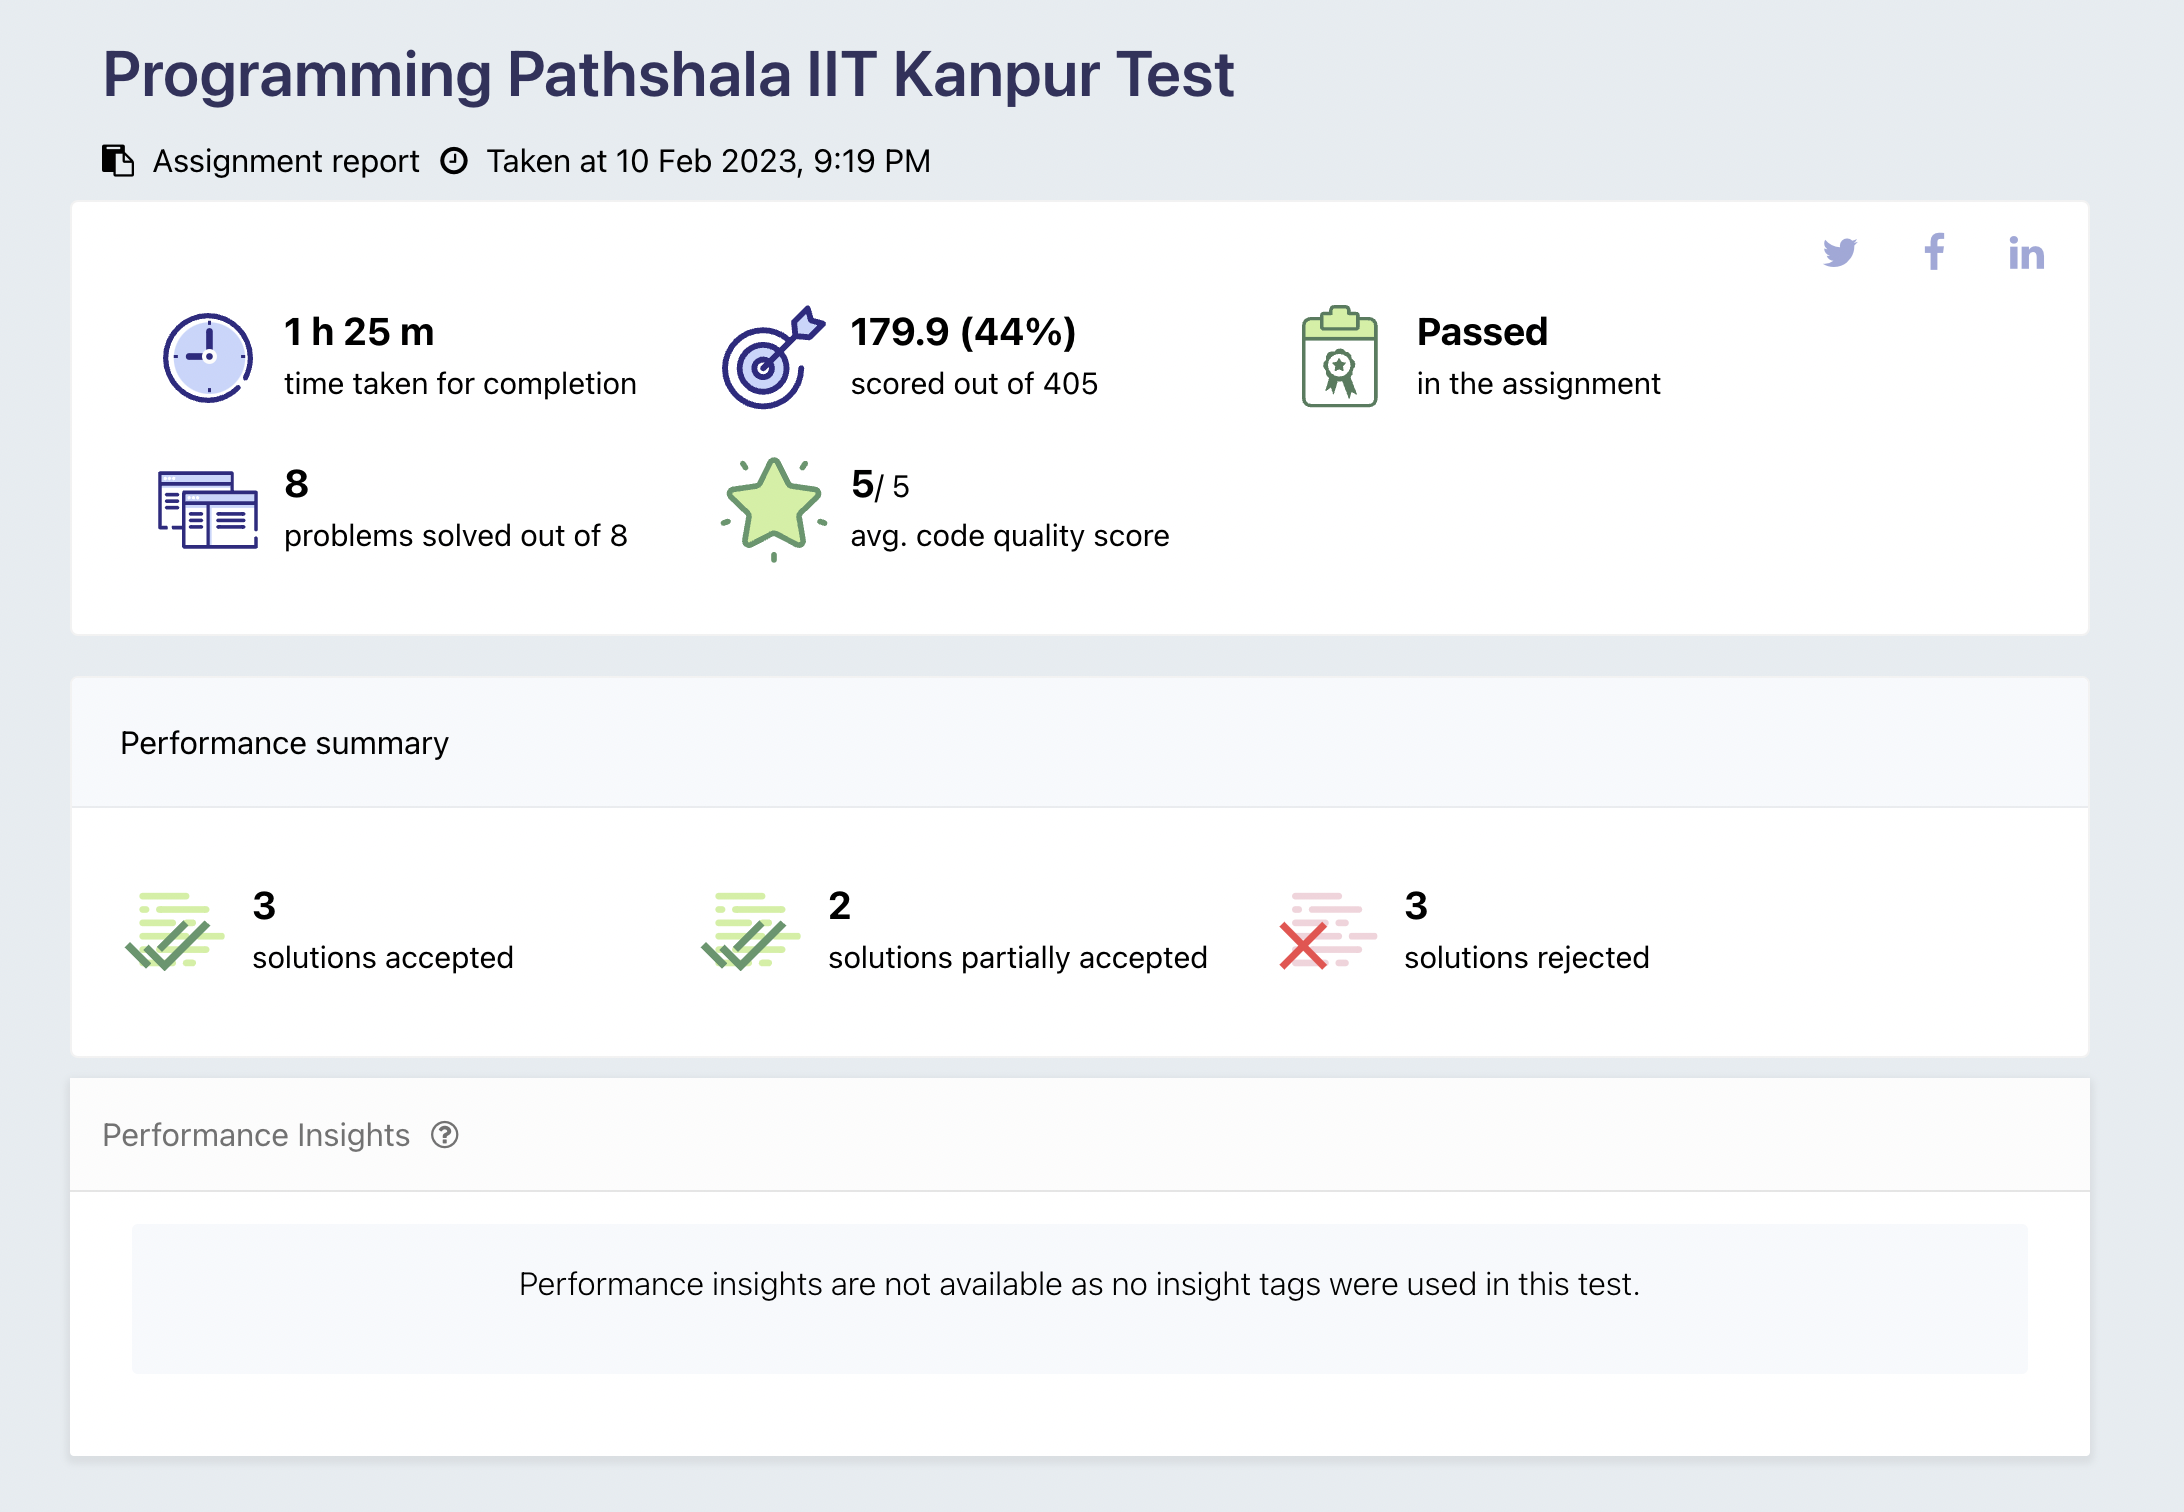 Programming Pathshala IIT Kanpur Test
Assignment report Taken at 10 Feb 2023, 9:19 PM
1 h 25 m
time taken for completion
179.9 (44%)
scored out of 405
Passed
in the assignment
8
problems solved out of 8
5/ 5
avg. code quality score
Performance summary
3
solutions accepted
2
solutions partially accepted
3
solutions rejected
Performance Insights
Performance insights are not available as no insight tags were used in this test.